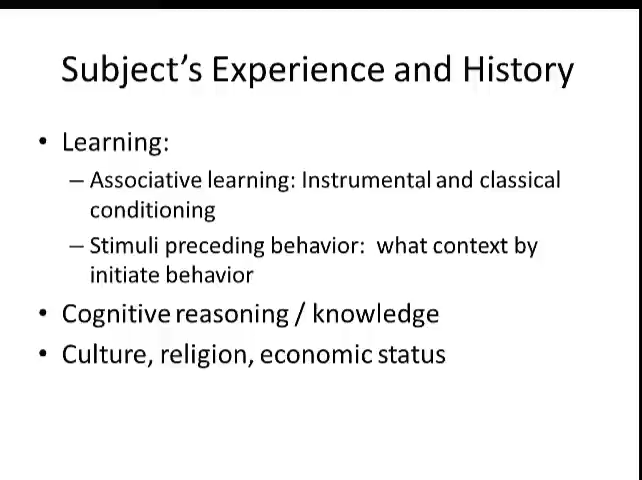 Subject's Experience and History
• Learning:
– Associative learning: Instrumental and classical
conditioning
– Stimuli preceding behavior:  what context by
initiate behavior
• Cognitive reasoning / knowledge
• Culture, religion, economic status